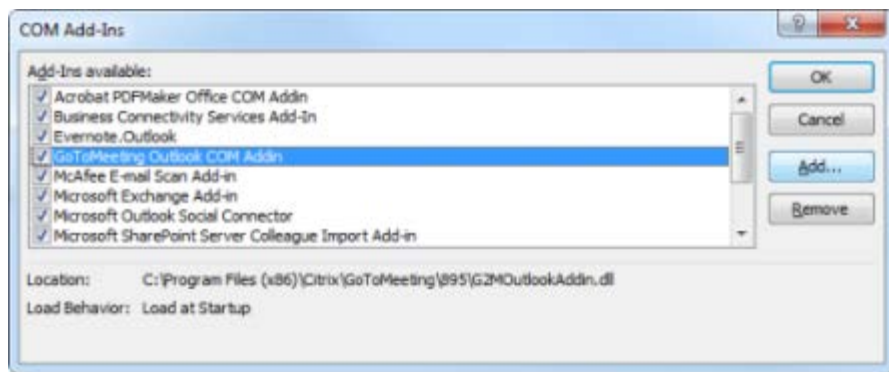 COM Add-Ins
Add-Ins available:
Acrobat PDFMaker Office COM Addin
Business Connectivity Services Add-In
Evernote.Outlook
GoToMeeting Outlook COM Addin
McAfee E-mail Scan Add-in
Microsoft Exchange Add-in
Microsoft Outlook Social Connector
Microsoft SharePoint Server Colleague Import Add-in
OK
Cancel
Add...
Remove
Location: C:\Program Files (x86)\Citrix\GoToMeeting\895\G2MOutlookAddin.dll
Load Behavior: Load at Startup